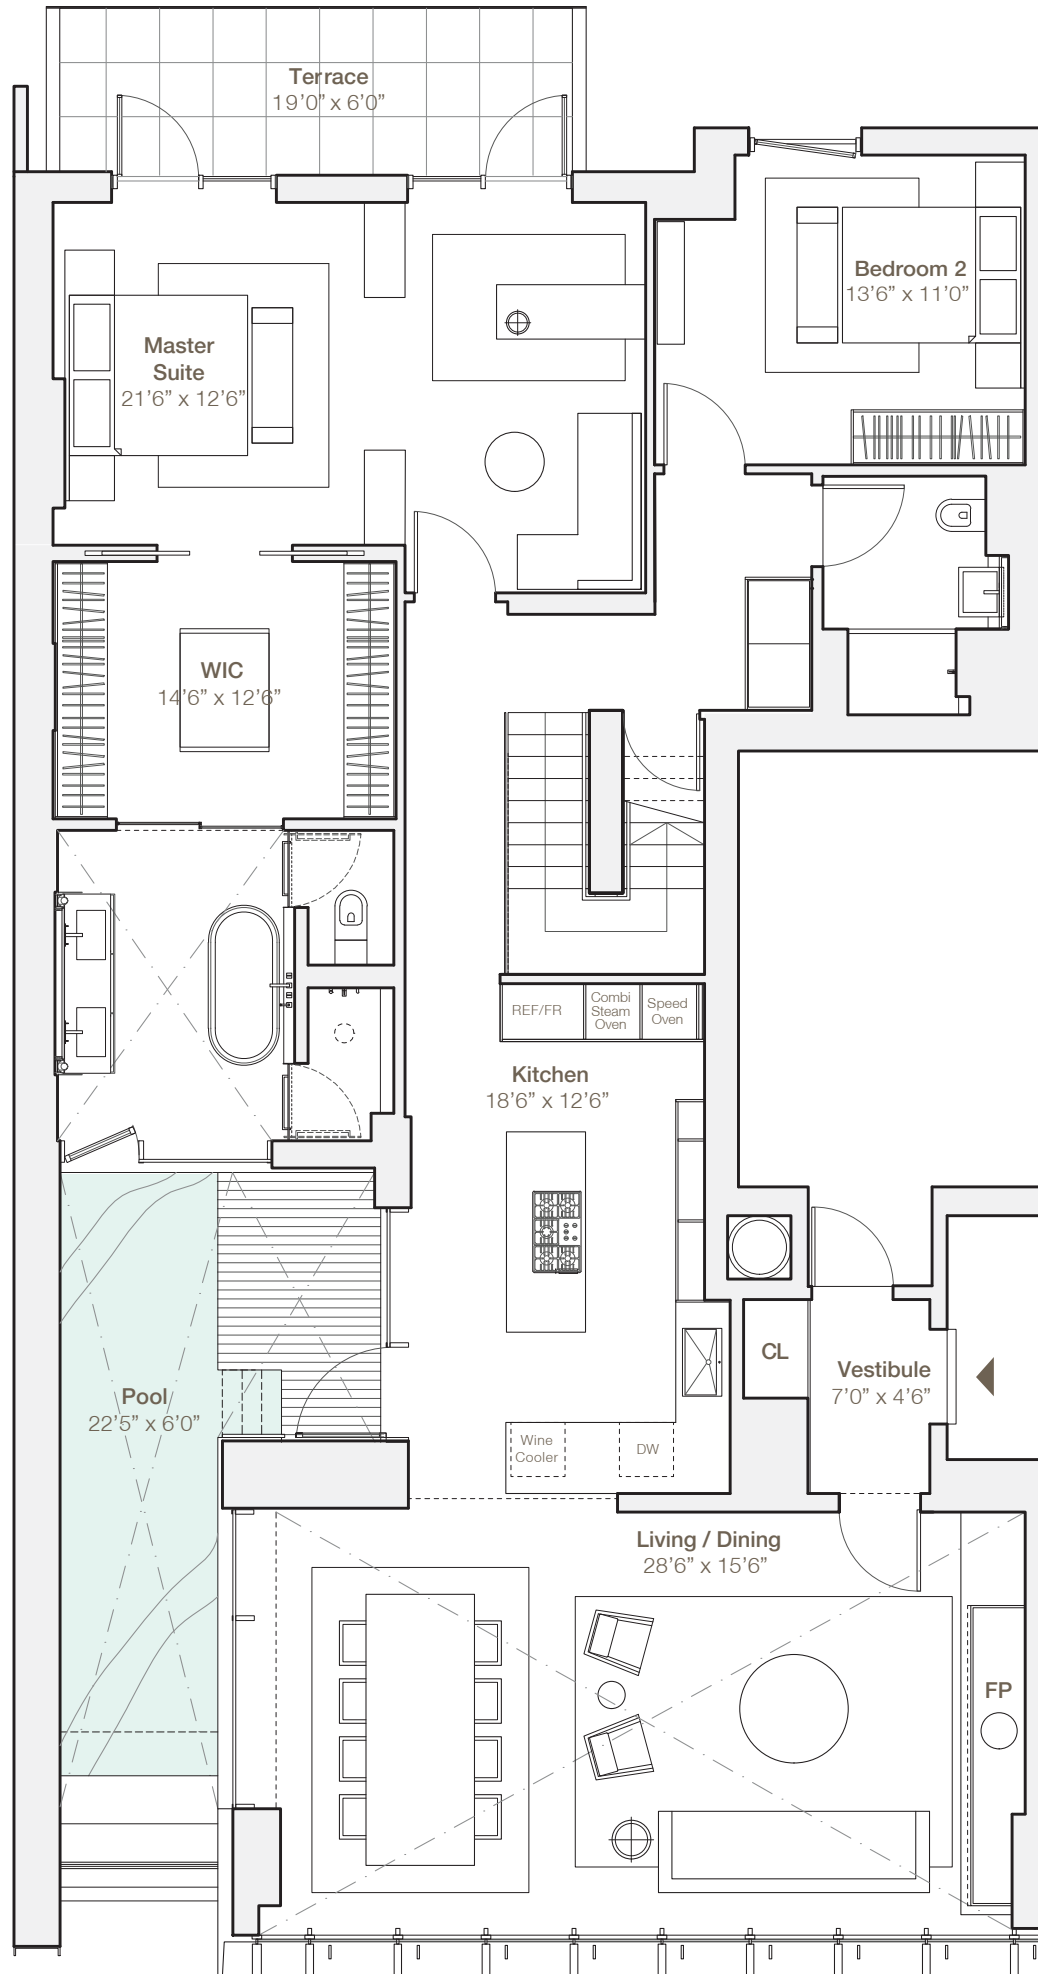 Terrace
19’0” x 6’0”
Bedroom 2
13’6” x 11’0”
Master
Suite
21’6” x 12’6”
WIC
14’6” x 12’6”
REF/FR
Combi
Steam
Oven
Speed
Oven
Kitchen
18’6” x 12’6”
CL
Vestibule
7’0” x 4’6”
Pool
22’5” x 6’0”
Wine
Cooler
DW
Living / Dining
28’6” x 15’6”
FP